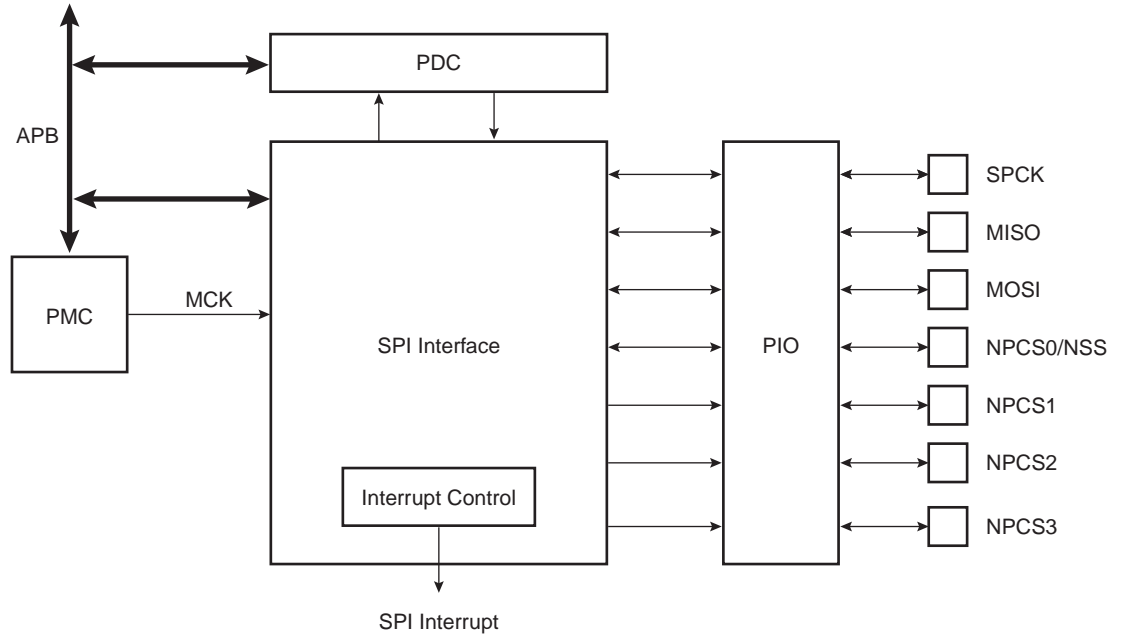 PDC
APB
SPCK
MISO
MCK
MOSI
PMC
SPI Interface
PIO
NPCS0/NSS
NPCS1
NPCS2
Interrupt Control
NPCS3
SPI Interrupt